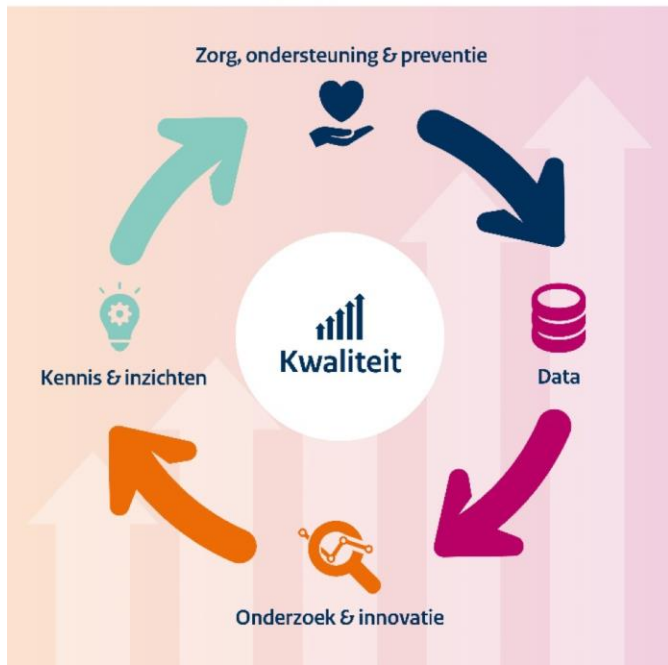 Zorg, ondersteuning & preventie
Kwaliteit
Kennis & inzichten
Data
Onderzoek & innovatie